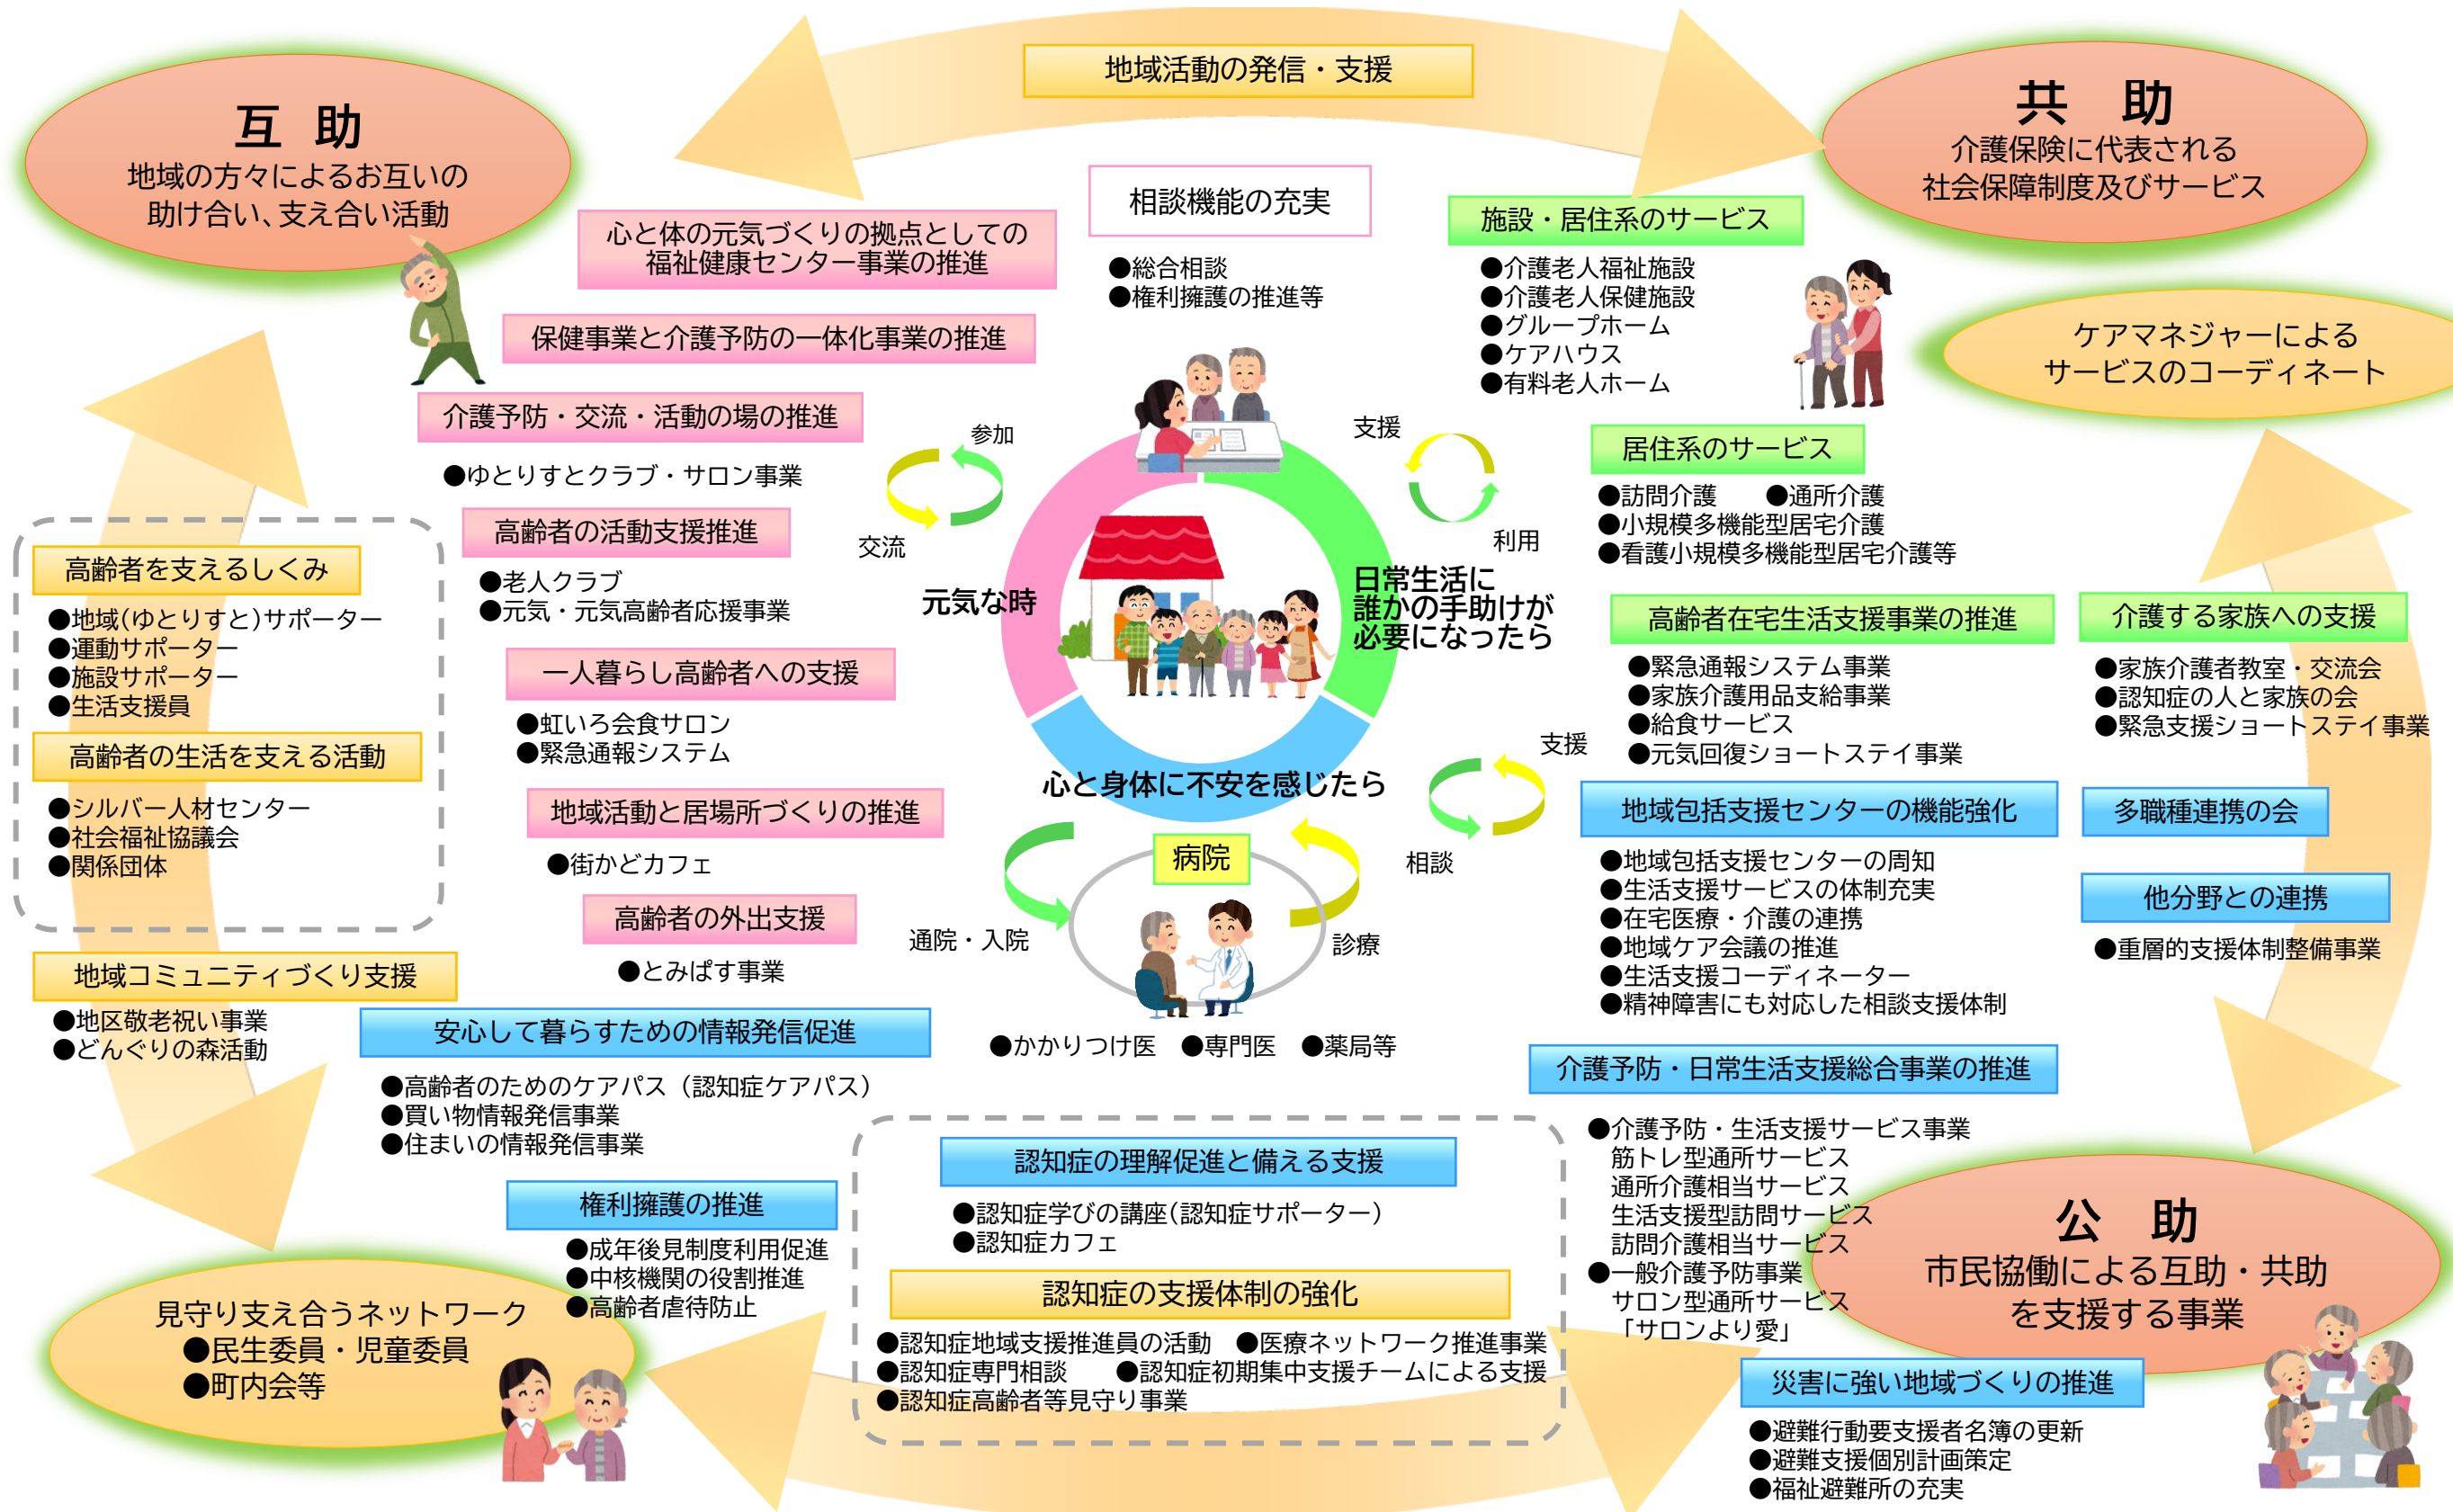 地域活動の発信・支援
互 助
地域の方々によるお互いの
助け合い、支え合い活動
共 助
介護保険に代表される
社会保障制度及びサービス
ケアマネジャーによる
サービスのコーディネート
相談機能の充実
●総合相談
●権利擁護の推進等
心と体の元気づくりの拠点としての
福祉健康センター事業の推進
保健事業と介護予防の一体化事業の推進
介護予防・交流・活動の場の推進
●ゆとりすとクラブ・サロン事業
高齢者の活動支援推進
●老人クラブ
●元気・元気高齢者応援事業
一人暮らし高齢者への支援
●虹いろ会食サロン
●緊急通報システム
地域活動と居場所づくりの推進
●街かどカフェ
高齢者の外出支援
●とみぱす事業
参加
交流
元気な時
支援
利用
日常生活に
誰かの手助けが
必要になったら
心と身体に不安を感じたら
支援
相談
病院
通院・入院
診療
●かかりつけ医 ●専門医 ●薬局等
施設・居住系のサービス
●介護老人福祉施設
●介護老人保健施設
●グループホーム
●ケアハウス
●有料老人ホーム
居住系のサービス
●訪問介護 ●通所介護
●小規模多機能型居宅介護
●看護小規模多機能型居宅介護等
高齢者在宅生活支援事業の推進
●緊急通報システム事業
●家族介護用品支給事業
●給食サービス
●元気回復ショートステイ事業
介護する家族への支援
●家族介護者教室・交流会
●認知症の人と家族の会
●緊急支援ショートステイ事業
地域包括支援センターの機能強化
●地域包括支援センターの周知
●生活支援サービスの体制充実
●在宅医療・介護の連携
●地域ケア会議の推進
●生活支援コーディネーター
●精神障害にも対応した相談支援体制
多職種連携の会
他分野との連携
●重層的支援体制整備事業
介護予防・日常生活支援総合事業の推進
●介護予防・生活支援サービス事業
筋トレ型通所サービス
通所介護相当サービス
生活支援型訪問サービス
訪問介護相当サービス
●一般介護予防事業
サロン型通所サービス
「サロンより愛」
公 助
市民協働による互助・共助
を支援する事業
災害に強い地域づくりの推進
●避難行動要支援者名簿の更新
●避難支援個別計画策定
●福祉避難所の充実
高齢者を支えるしくみ
●地域(ゆとりすと)サポーター
●運動サポーター
●施設サポーター
●生活支援員
高齢者の生活を支える活動
●シルバー人材センター
●社会福祉協議会
●関係団体
地域コミュニティづくり支援
●地区敬老祝い事業
●どんぐりの森活動
安心して暮らすための情報発信促進
●高齢者のためのケアパス（認知症ケアパス）
●買い物情報発信事業
●住まいの情報発信事業
権利擁護の推進
●成年後見制度利用促進
●中核機関の役割推進
●高齢者虐待防止
見守り支え合うネットワーク
●民生委員・児童委員
●町内会等
認知症の理解促進と備える支援
●認知症学びの講座(認知症サポーター)
●認知症カフェ
認知症の支援体制の強化
●認知症地域支援推進員の活動 ●医療ネットワーク推進事業
●認知症専門相談 ●認知症初期集中支援チームによる支援
●認知症高齢者等見守り事業